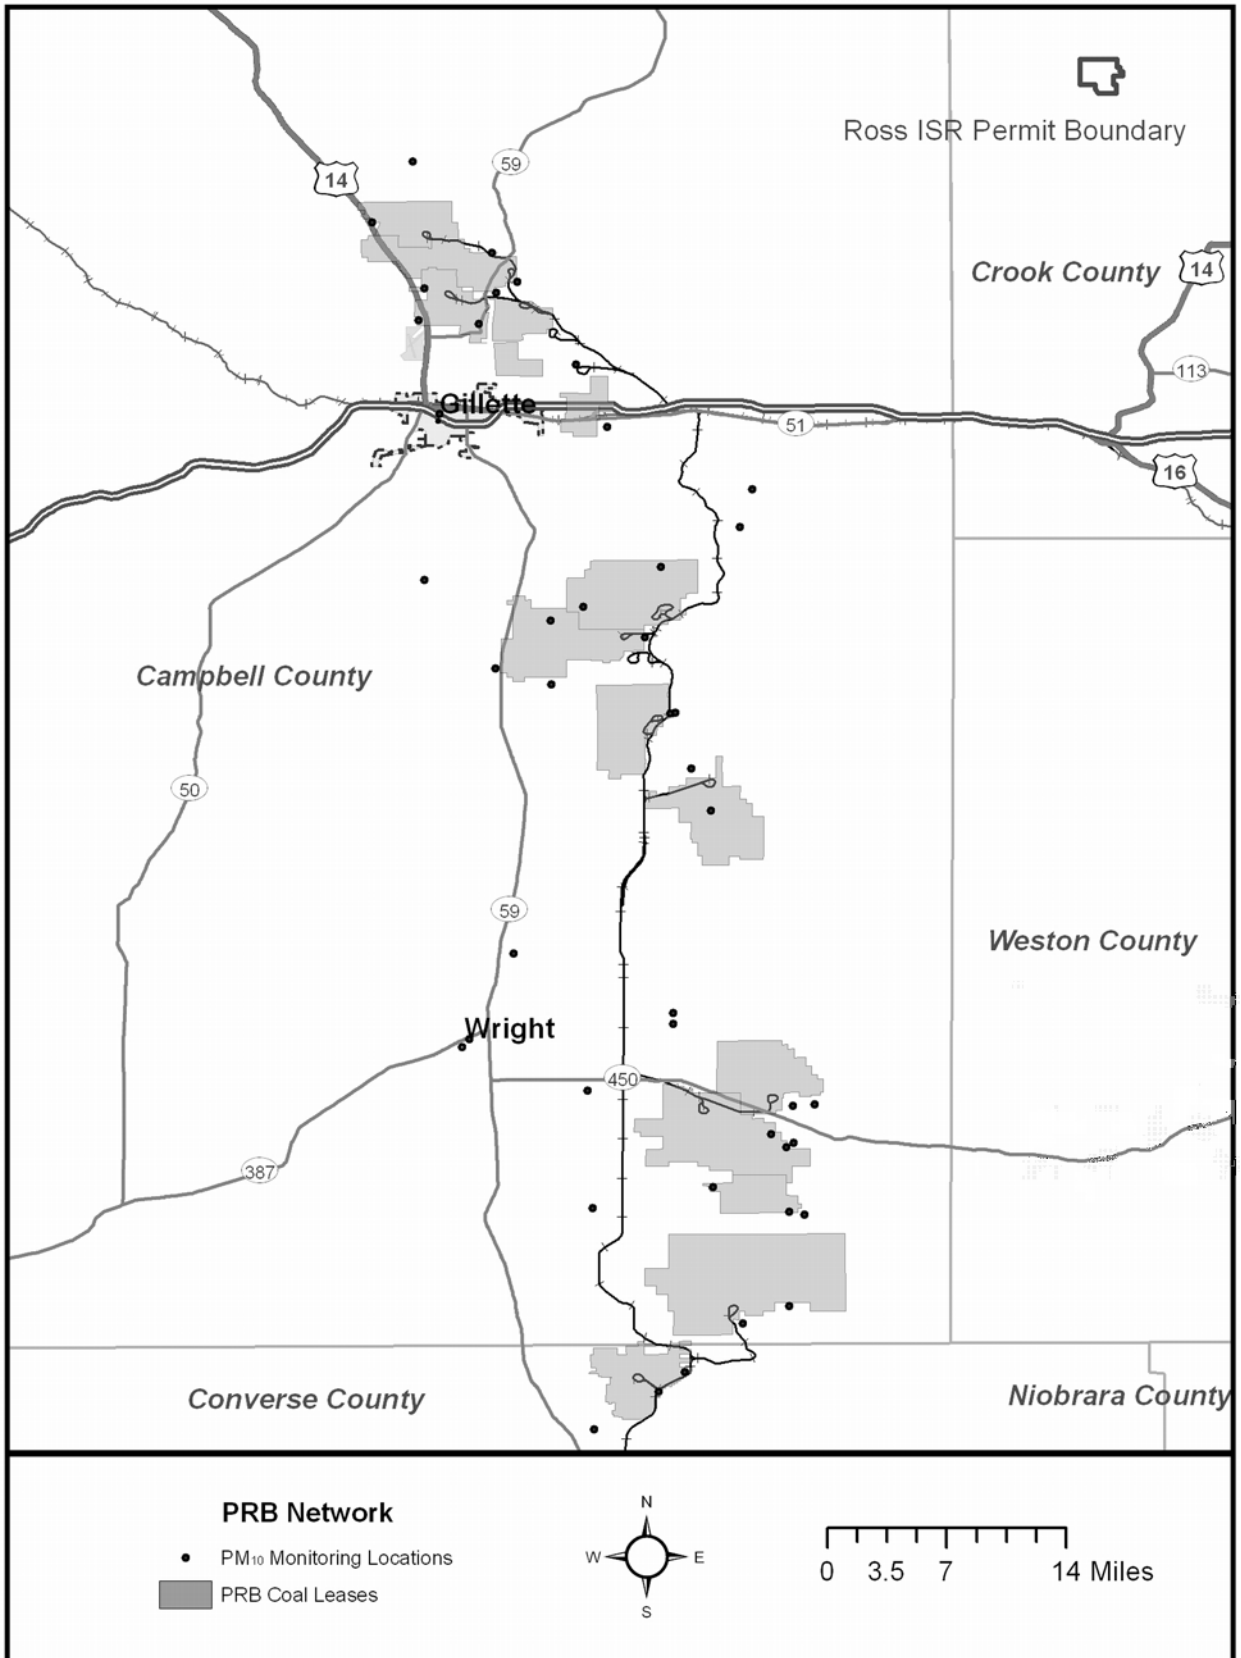 Ross ISR Permit Boundary
59
14
Crook County
14
113
Gillette
51
16
Campbell County
50
59
Weston County
Wright
450
387
Converse County
Niobrara County
PRB Network
PM10 Monitoring Locations
PRB Coal Leases
N
W E
S
0 3.5 7 14 Miles